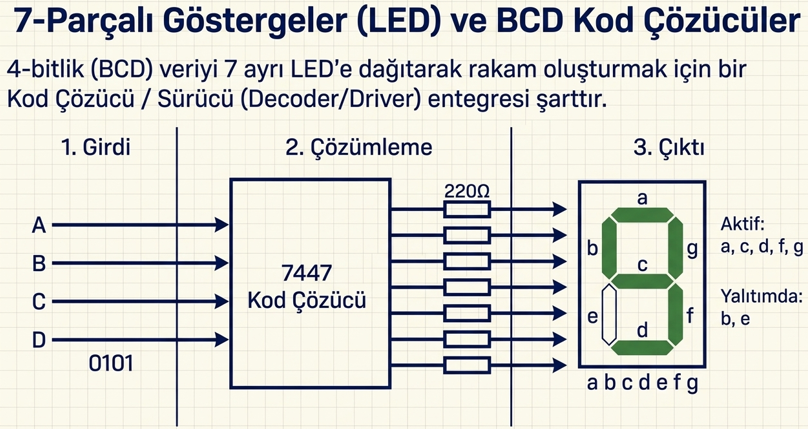 7-Parçalı Göstergeler (LED) ve BCD Kod Çözücüler
4-bitlik (BCD) veriyi 7 ayrı LED'e dağıtarak rakam oluşturmak için bir
Kod Çözücü / Sürücü (Decoder/Driver) entegresi şarttır.
1. Girdi
A
B
C
D
0101
2. Çözümleme
7447
Kod Çözücü
220Ω
3. Çıktı
a
b
g
c
e
f
d
a b c d e f g
Aktif:
a, c, d, f, g
Yalıtımda:
b, e